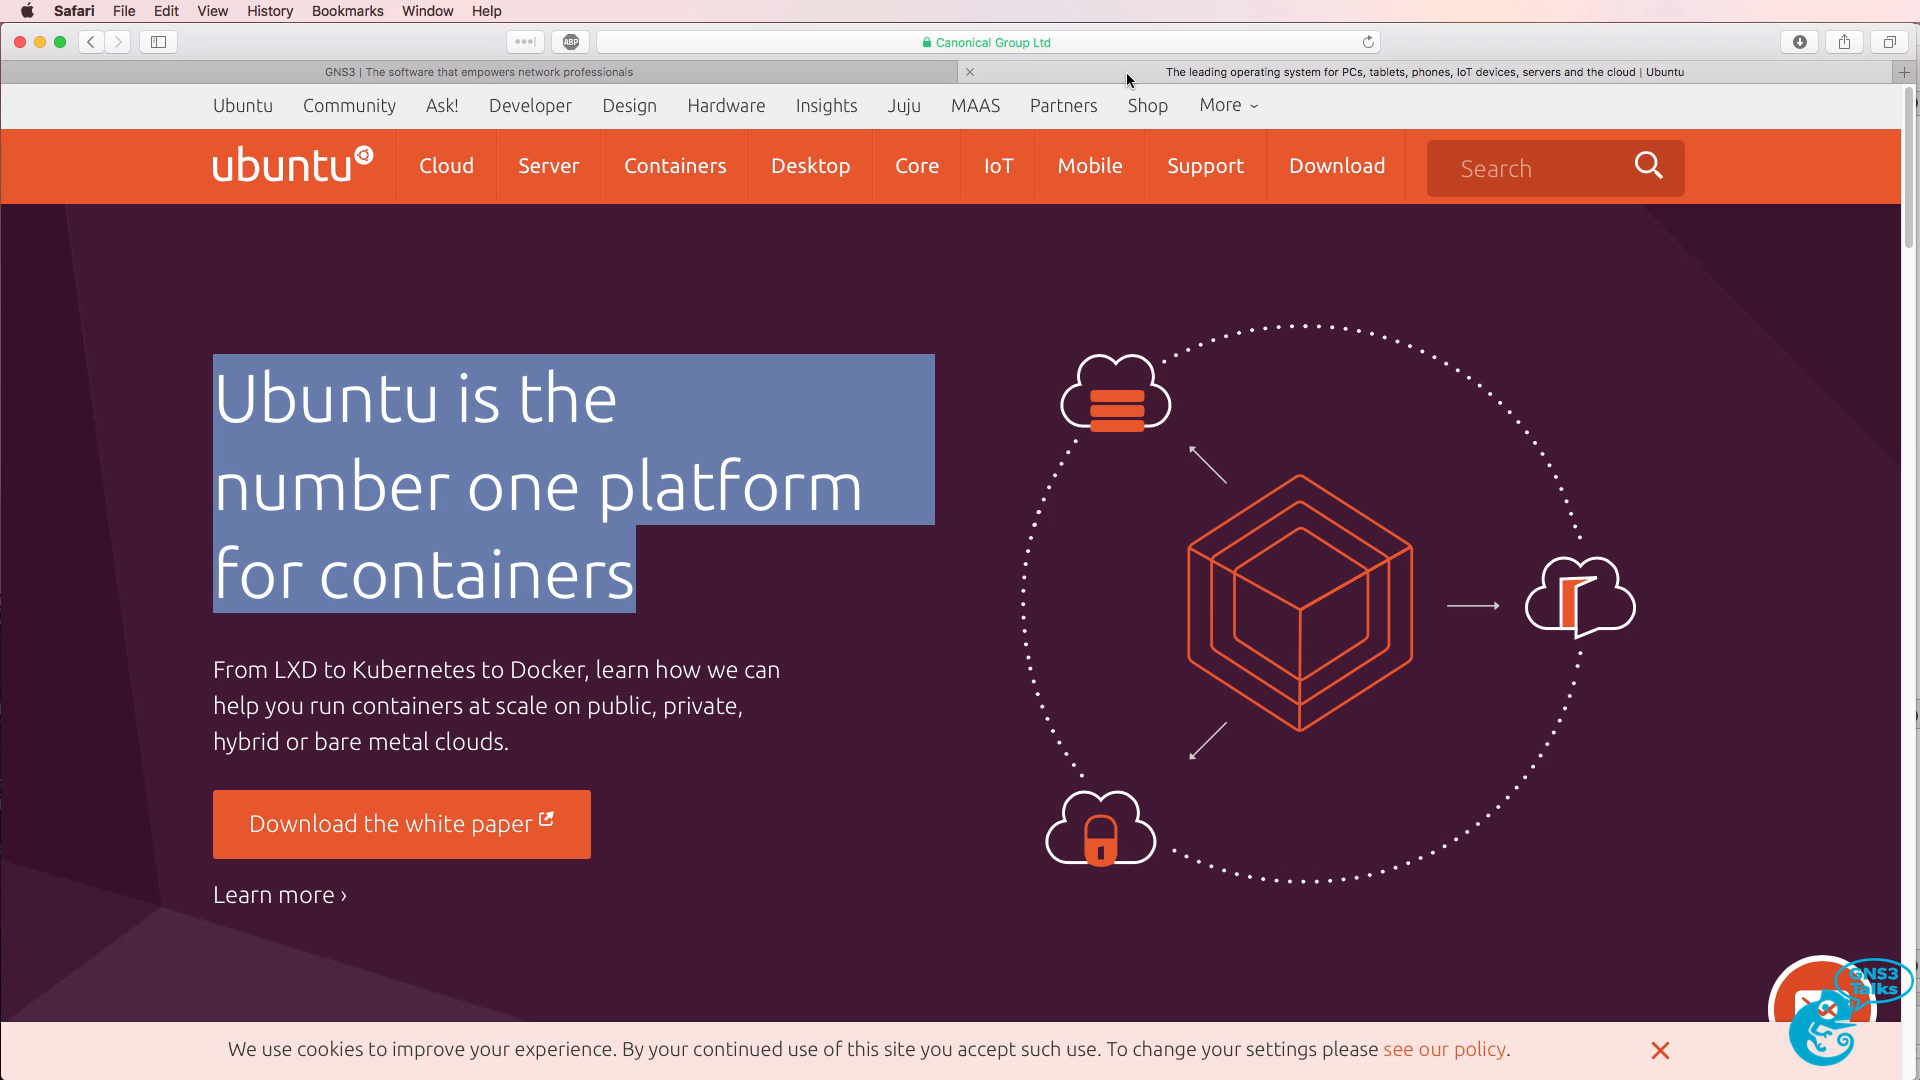 Safari File Edit View History Bookmarks Window Help
ABP
Canonical Group Ltd
GNS3 | The software that empowers network professionals
The leading operating system for PCs, tablets, phones, IoT devices, servers and the cloud | Ubuntu
Ubuntu Community Ask! Developer Design Hardware Insights Juju MAAS Partners Shop More
ubuntu Cloud Server Containers Desktop Core IoT Mobile Support Download Search
Ubuntu is the
number one platform
for containers
From LXD to Kubernetes to Docker, learn how we can
help you run containers at scale on public, private,
hybrid or bare metal clouds.
Download the white paper
Learn more ›
GNS3
Talks
We use cookies to improve your experience. By your continued use of this site you accept such use. To change your settings please see our policy.